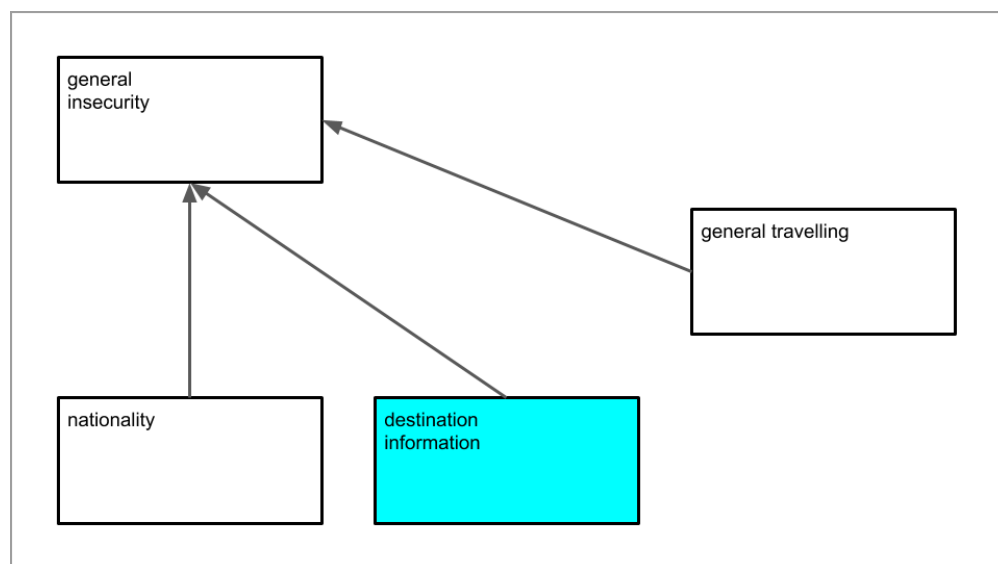 general
insecurity
general travelling
nationality
destination
information